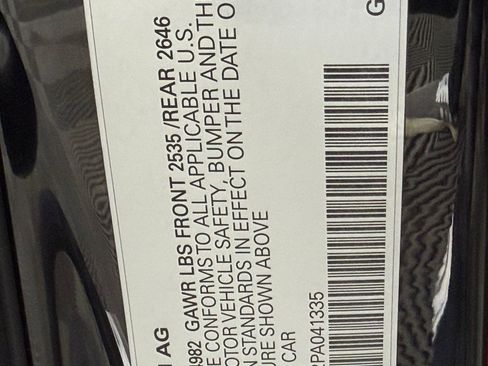 AG
4982 GAWR LBS FRONT 2535 /REAR 2646
E CONFORMS TO ALL APPLICABLE U.S.
OTOR VEHICLE SAFETY, BUMPER AND TH
N STANDARDS IN EFFECT ON THE DATE O
URE SHOWN ABOVE
CAR
PA041335
G